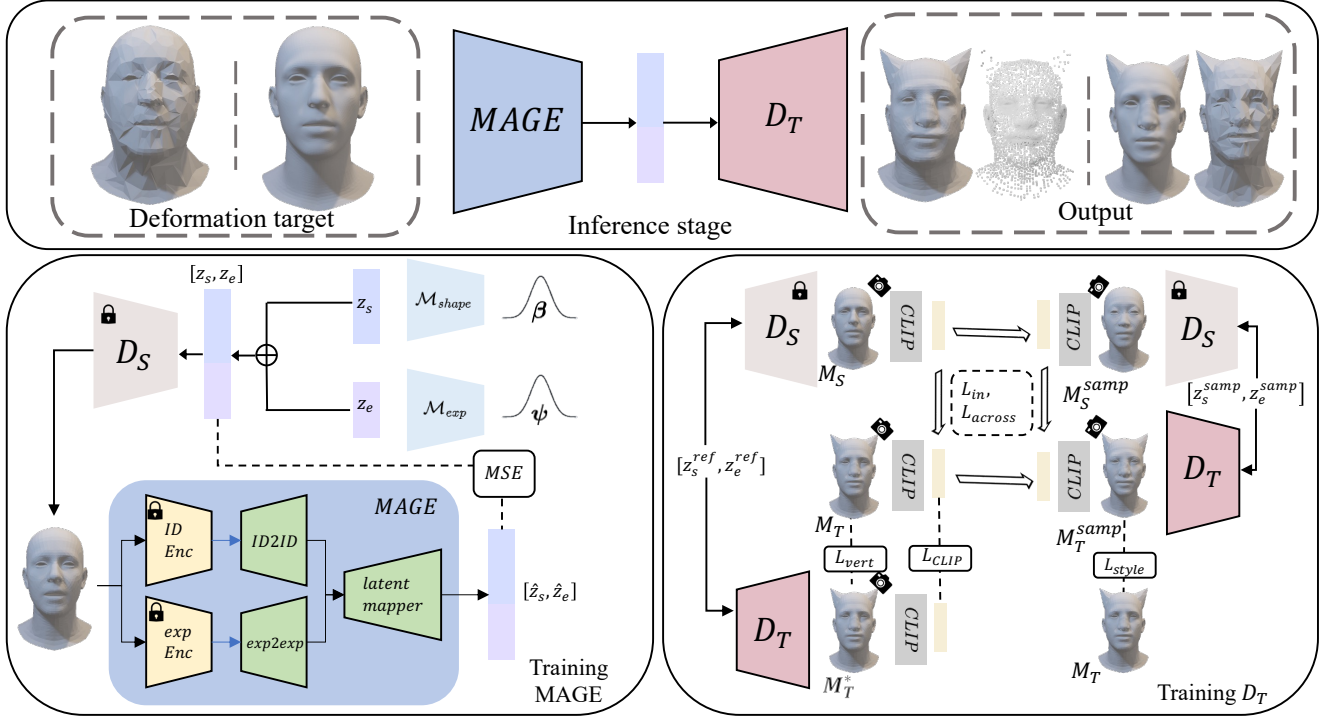 Deformation target
MAGE
D_T
Inference stage
Output
[z_s, z_e]
D_S
z_s
M_shape
β
z_e
M_exp
ψ
MSE
MAGE
ID
Enc
ID2ID
exp
Enc
exp2exp
latent
mapper
[ẑ_s, ẑ_e]
Training
MAGE
D_S
M_S
CLIP
CLIP
M_S^samp
D_S
[z_s^samp, z_e^samp]
L_in,
L_across
[z_s^ref, z_e^ref]
M_T
CLIP
CLIP
M_T^samp
D_T
L_vert
L_CLIP
L_style
D_T
M_T^*
CLIP
M_T
Training D_T